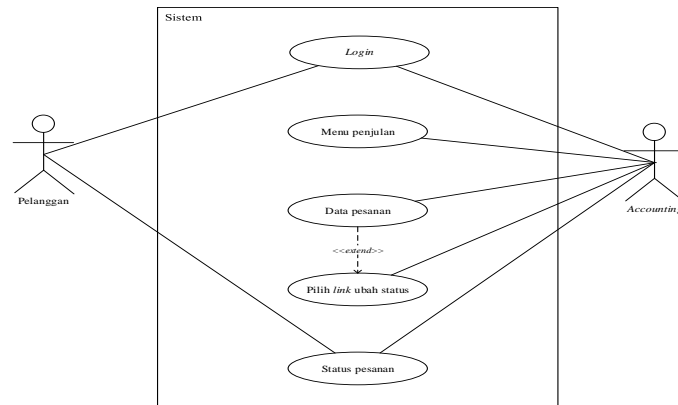 Sistem
Login
Menu penjulan
Pelanggan
Data pesanan
<<extend>>
Pilih link ubah status
Status pesanan